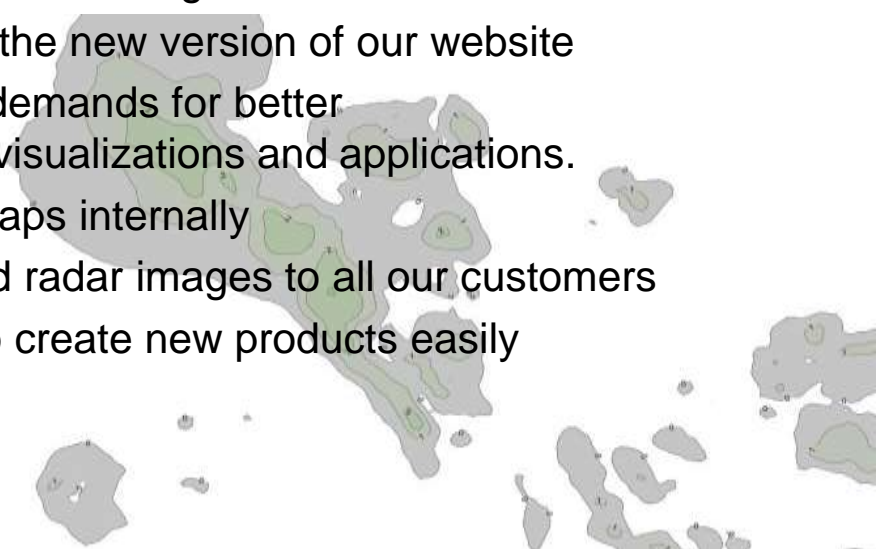 the new version of our website
demands for better
visualizations and applications.
aps internally
d radar images to all our customers
create new products easily